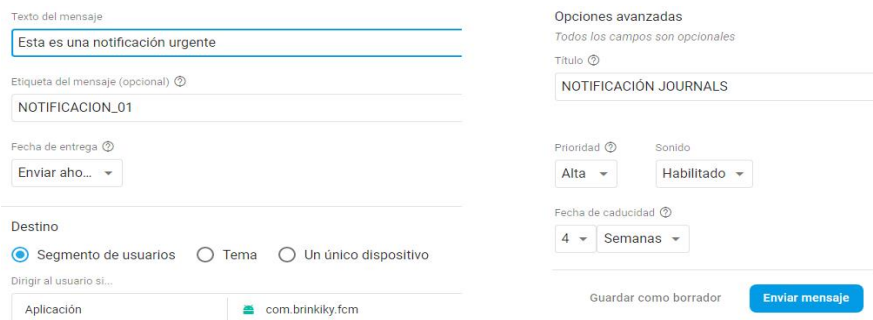 Texto del mensaje
Esta es una notificación urgente
Etiqueta del mensaje (opcional)
NOTIFICACION_01
Fecha de entrega
Enviar aho...
Destino
Segmento de usuarios Tema Un único dispositivo
Dirigir al usuario si...
Aplicación com.brinkiky.fcm
Opciones avanzadas
Todos los campos son opcionales
Título
NOTIFICACIÓN JOURNALS
Prioridad Sonido
Alta Habilitado
Fecha de caducidad
4 Semanas
Guardar como borrador Enviar mensaje